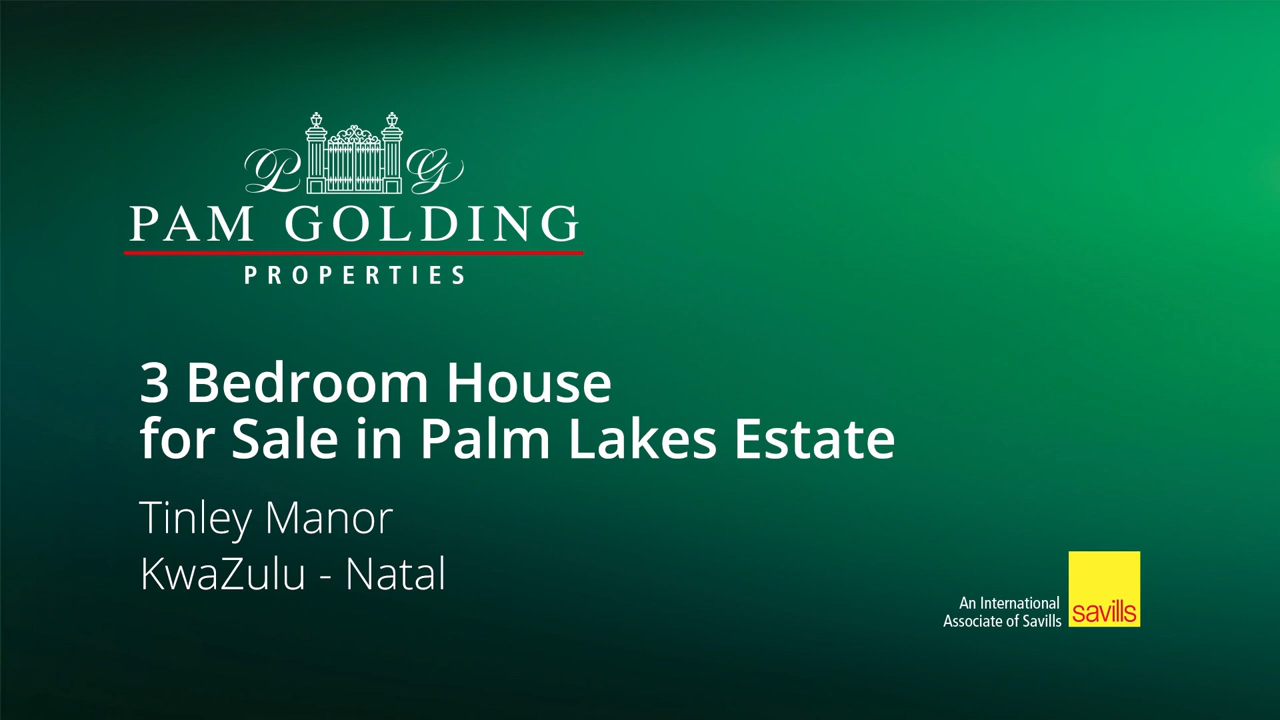 P G
PAM GOLDING
PROPERTIES
3 Bedroom House
for Sale in Palm Lakes Estate
Tinley Manor
KwaZulu - Natal
An International
Associate of Savills
savills